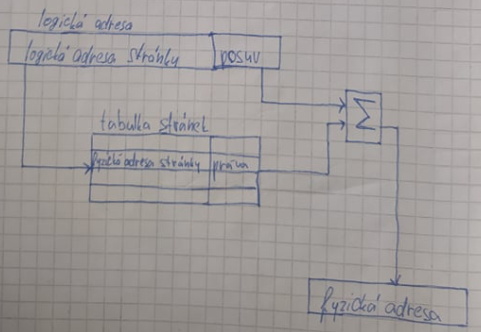 logická adresa
logická adresa stránky posuv
tabulka stránek
fyzická adresa stránky práva
Σ
fyzická adresa